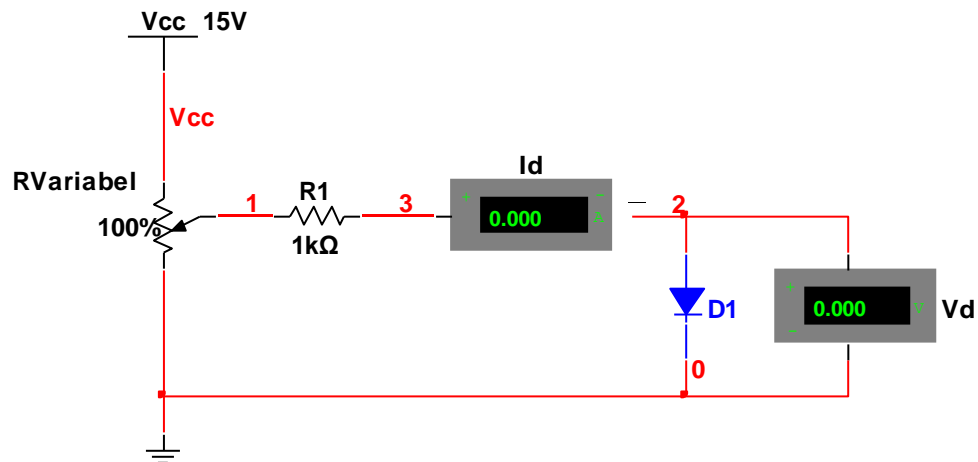 Vcc 15V
Vcc
RVariabel
100%
1
R1
1kΩ
3
Id
+ -
0.000 A
2
D1
0
+
0.000 V
-
Vd